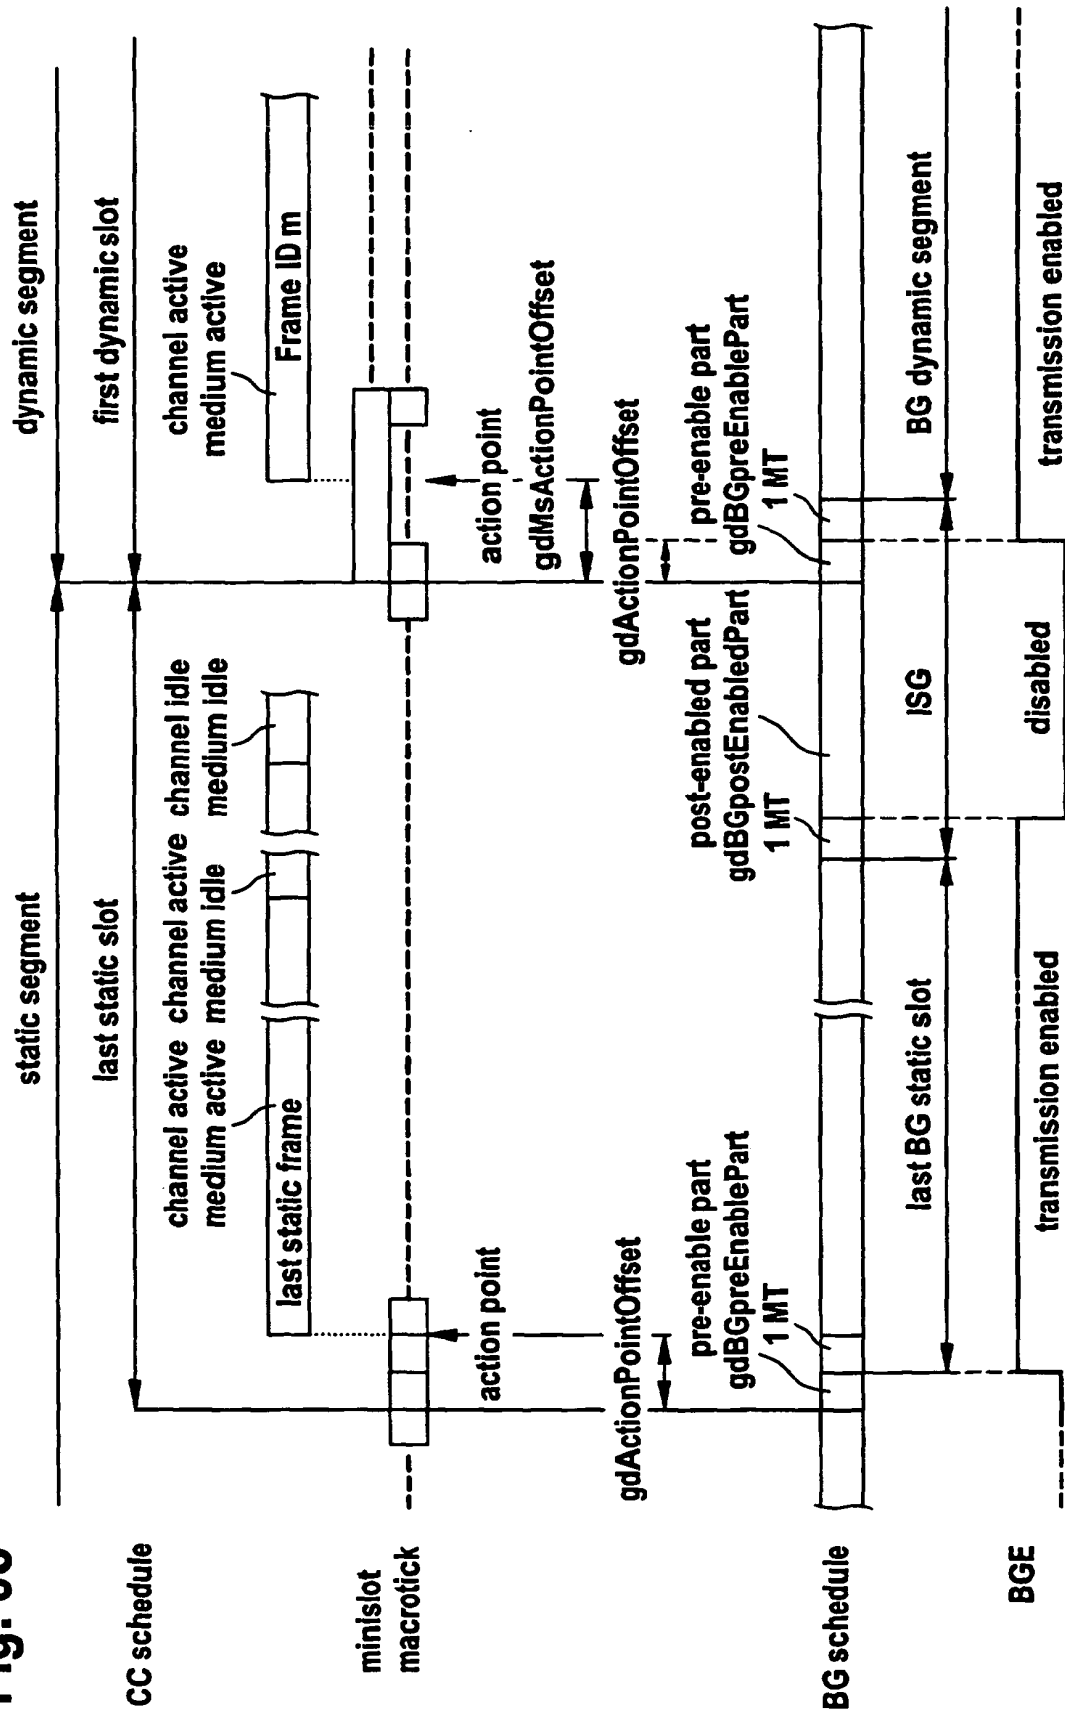 Fig.
static segment
dynamic segment
CC schedule
last static slot
first dynamic slot
channel active
medium active
channel active
medium idle
channel idle
medium idle
channel active
medium active
last static frame
Frame ID m
minislot
macrotick
action point
action point
gdMsActionPointOffset
gdActionPointOffset
gdActionPointOffset
pre-enable part
gdBGpreEnablePart
1 MT
post-enabled part
gdBGpostEnabledPart
1 MT
pre-enable part
gdBGpreEnablePart
1 MT
BG schedule
last BG static slot
ISG
BG dynamic segment
BGE
transmission enabled
disabled
transmission enabled